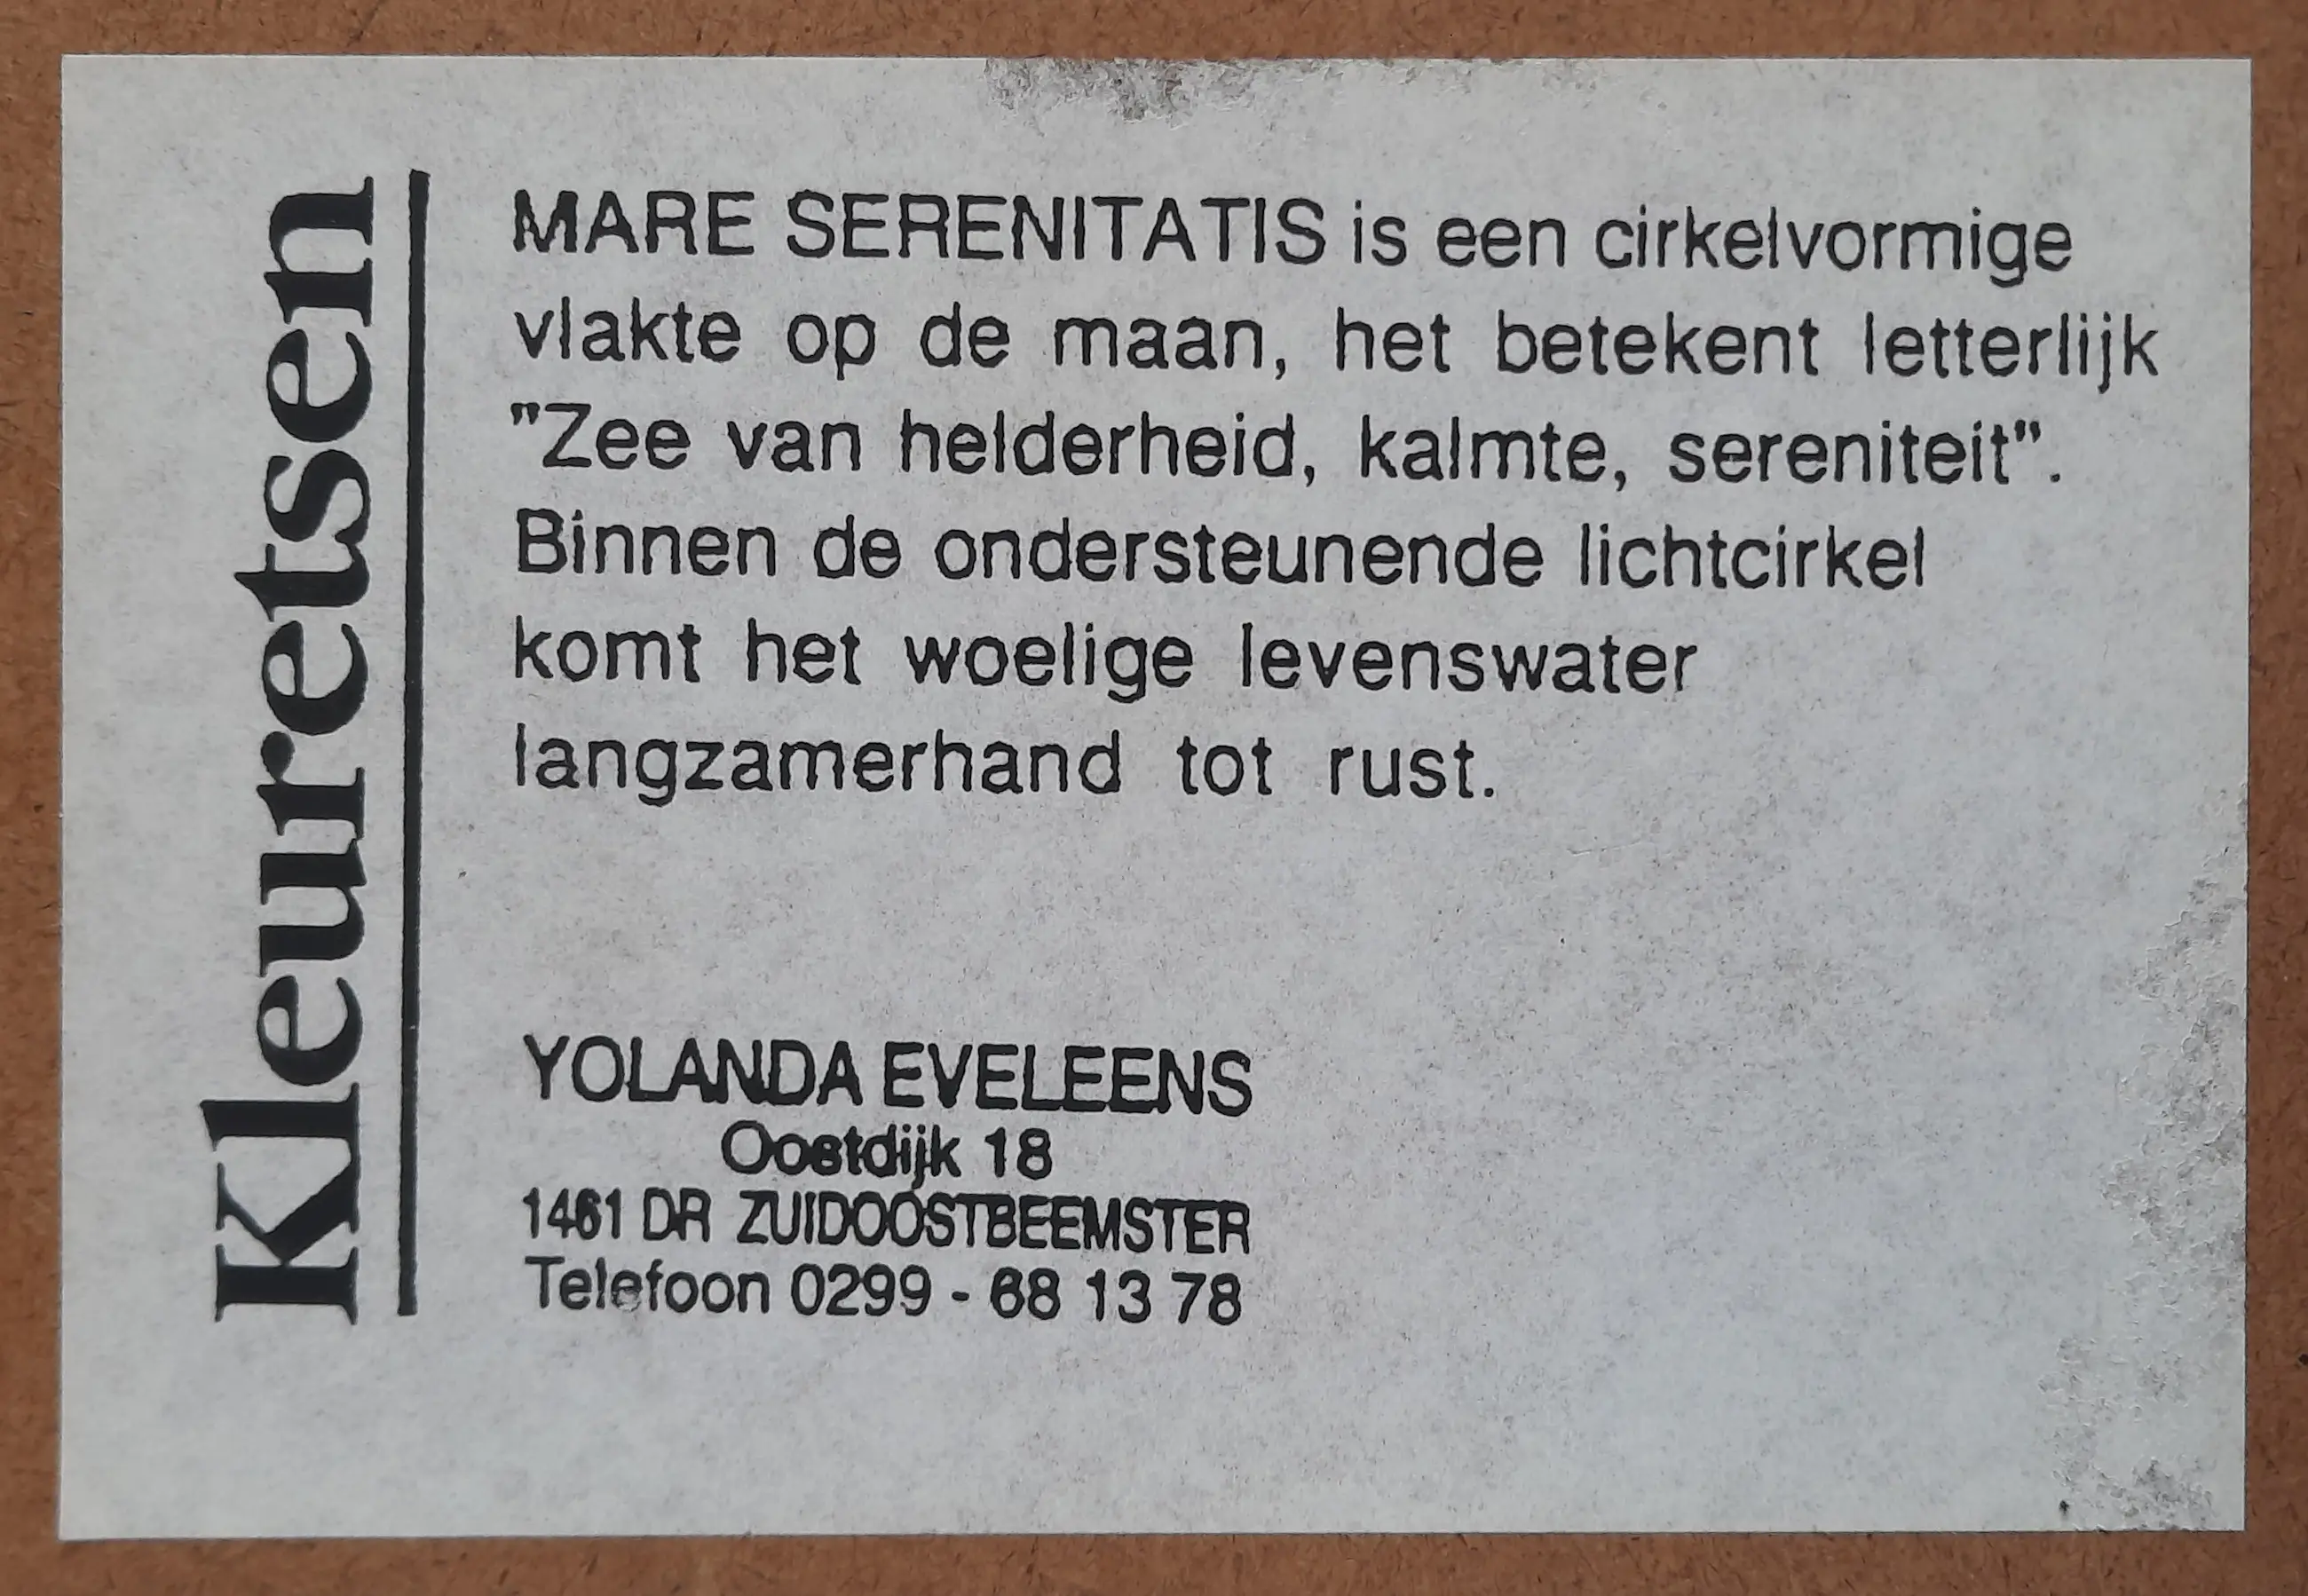 Kleuretsen
MARE SERENITATIS is een cirkelvormige
vlakte op de maan, het betekent letterlijk
"Zee van helderheid, kalmte, sereniteit".
Binnen de ondersteunende lichtcirkel
komt het woelige levenswater
langzamerhand tot rust.
YOLANDA EVELEENS
Oostdijk 18
1461 DR ZUIDOOSTBEEMSTER
Telefoon 0299 - 68 13 78